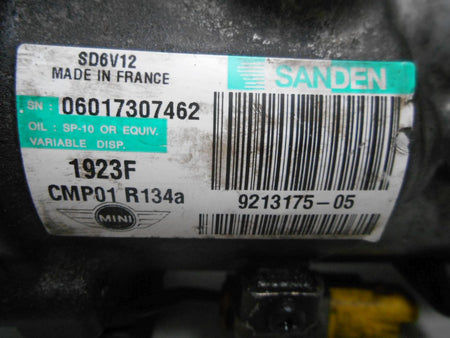 SD6V12
MADE IN FRANCE
SANDEN
SN : 06017307462
OIL : SP-10 OR EQUIV.
VARIABLE DISP.
1923F
CMP01 R134a
9213175-05
MINI